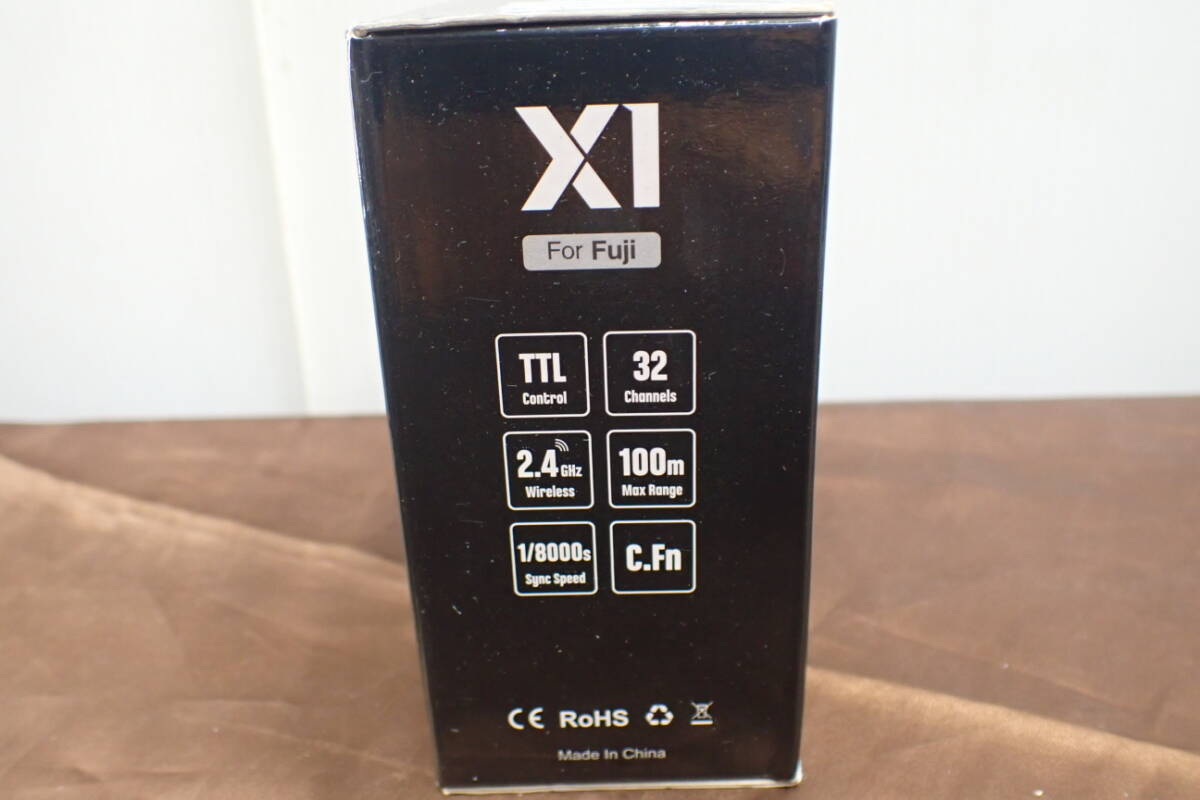 X1
For Fuji
TTL
Control
32
Channels
2.4GHz
Wireless
100m
Max Range
1/8000s
Sync Speed
C.Fn
CE RoHS
Made In China